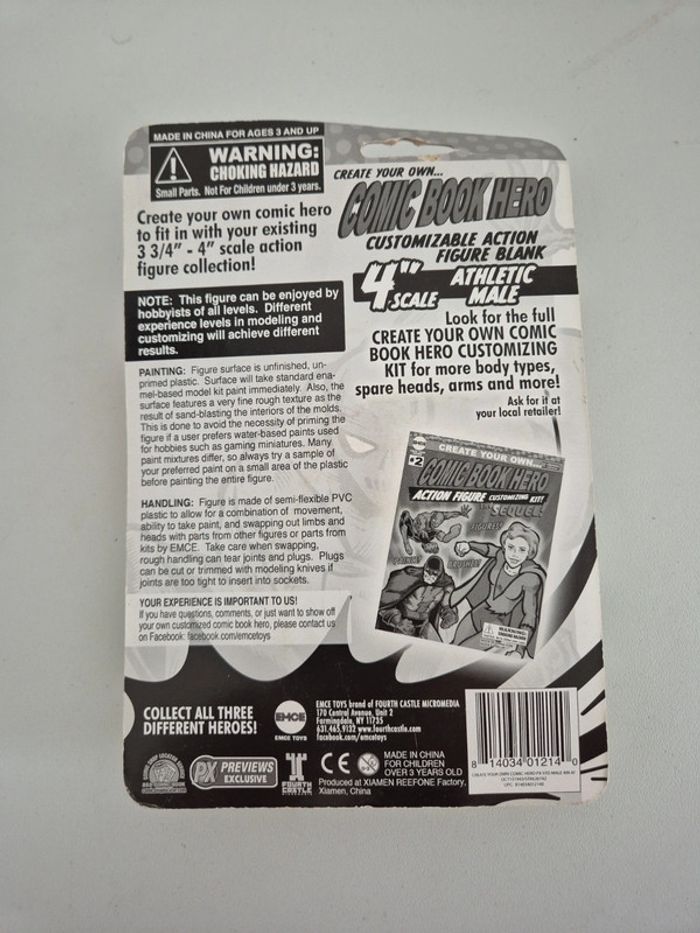 MADE IN CHINA FOR AGES 3 AND UP
WARNING:
CHOKING HAZARD
Small Parts. Not For Children under 3 years.
CREATE YOUR OWN...
COMIC BOOK HERO
CUSTOMIZABLE ACTION
FIGURE BLANK
4" SCALE
ATHLETIC
MALE
Create your own comic hero
to fit in with your existing
3 3/4" - 4" scale action
figure collection!
NOTE: This figure can be enjoyed by
hobbyists of all levels. Different
experience levels in modeling and
customizing will achieve different
results.
PAINTING: Figure surface is unfinished, un-
primed plastic. Surface will take standard ena-
mel-based model kit paint immediately. Also, the
surface features a very fine rough texture as the
result of sand-blasting the interiors of the molds.
This is done to avoid the necessity of priming the
figure if a user prefers water-based paints used
for hobbies such as gaming miniatures. Many
paint mixtures differ, so always try a sample of
your preferred paint on a small area of the plastic
before painting the entire figure.
HANDLING: Figure is made of semi-flexible PVC
plastic to allow for a combination of movement,
ability to take paint, and swapping out limbs and
heads with parts from other figures or parts from
kits by EMCE. Take care when swapping,
rough handling can tear joints and plugs. Plugs
can be cut or trimmed with modeling knives if
joints are too tight to insert into sockets.
YOUR EXPERIENCE IS IMPORTANT TO US!
If you have questions, comments, or just want to show off
your own customized comic book hero, please contact us
on Facebook: facebook.com/emcetoys
Look for the full
CREATE YOUR OWN COMIC
BOOK HERO CUSTOMIZING
KIT for more body types,
spare heads, arms and more!
Ask for it at
your local retailer!
CREATE YOUR OWN...
#2
COMIC BOOK HERO
ACTION FIGURE CUSTOMIZING KIT!
SEQUEL!
FIGURES!
BRUSHES!
WARNING:
CHOKING HAZARD
COLLECT ALL THREE
DIFFERENT HEROES!
EMCE
EMCE TOYS
EMCE TOYS brand of FOURTH CASTLE MICROMEDIA
170 Central Avenue, Unit 2
Farmingdale, NY 11735
631.465.9132 www.fourthcastle.com
facebook.com/emcetoys
PX PREVIEWS
EXCLUSIVE
FOURTH
CASTLE
CE
0-3
MADE IN CHINA
FOR CHILDREN
OVER 3 YEARS OLD
Produced at XIAMEN REEFONE Factory,
Xiamen, China
8 14034 01214 0